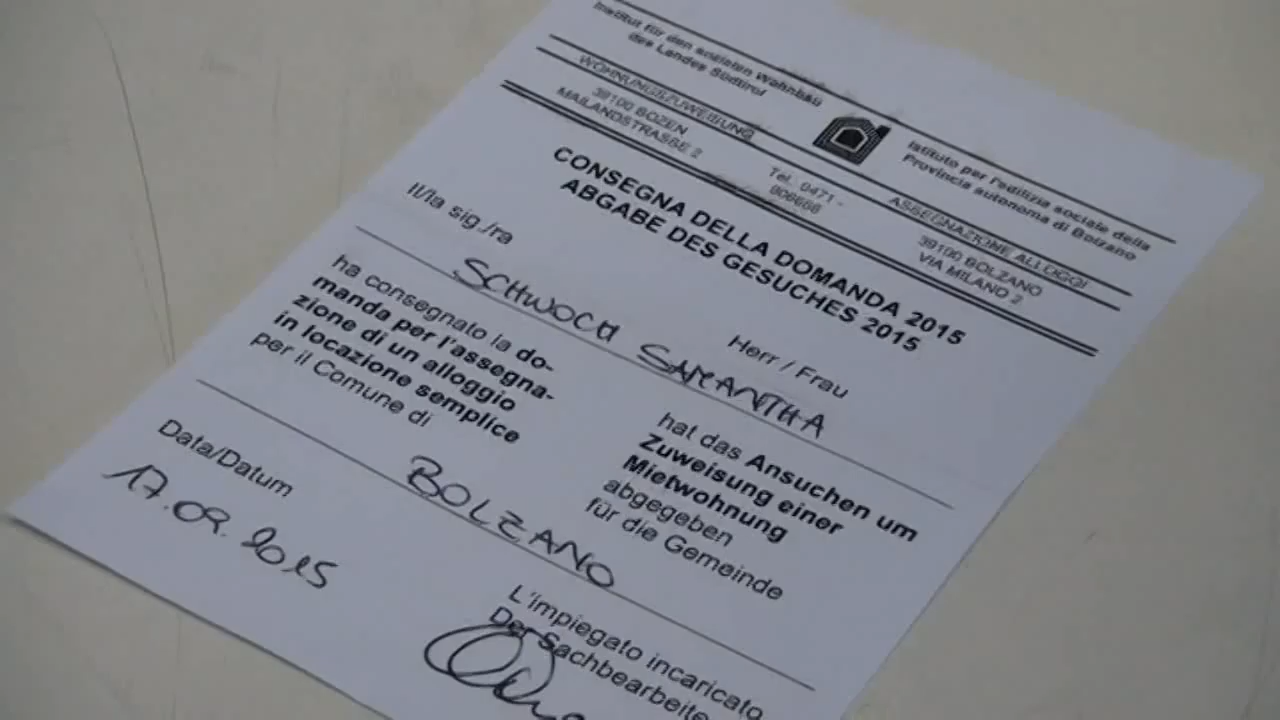 Institut für den sozialen Wohnbau
des Landes Südtirol
Istituto per l'edilizia sociale della
Provincia autonoma di Bolzano
WOHNUNGSZUWEISUNG
39100 BOZEN
MAILANDSTRASSE 2
Tel. 0471 -
906666
ASSEGNAZIONE ALLOGGI
39100 BOLZANO
VIA MILANO 2
CONSEGNA DELLA DOMANDA 2015
ABGABE DES GESUCHES 2015
Il/la sig./ra
Herr / Frau
SCHWOCH SAMANTHA
ha consegnato la do-
manda per l'assegna-
zione di un alloggio
in locazione semplice
per il Comune di
hat das Ansuchen um
Zuweisung einer
Mietwohnung
abgegeben
für die Gemeinde
BOLZANO
Data/Datum
17.09.2015
L'impiegato incaricato
Der Sachbearbeite